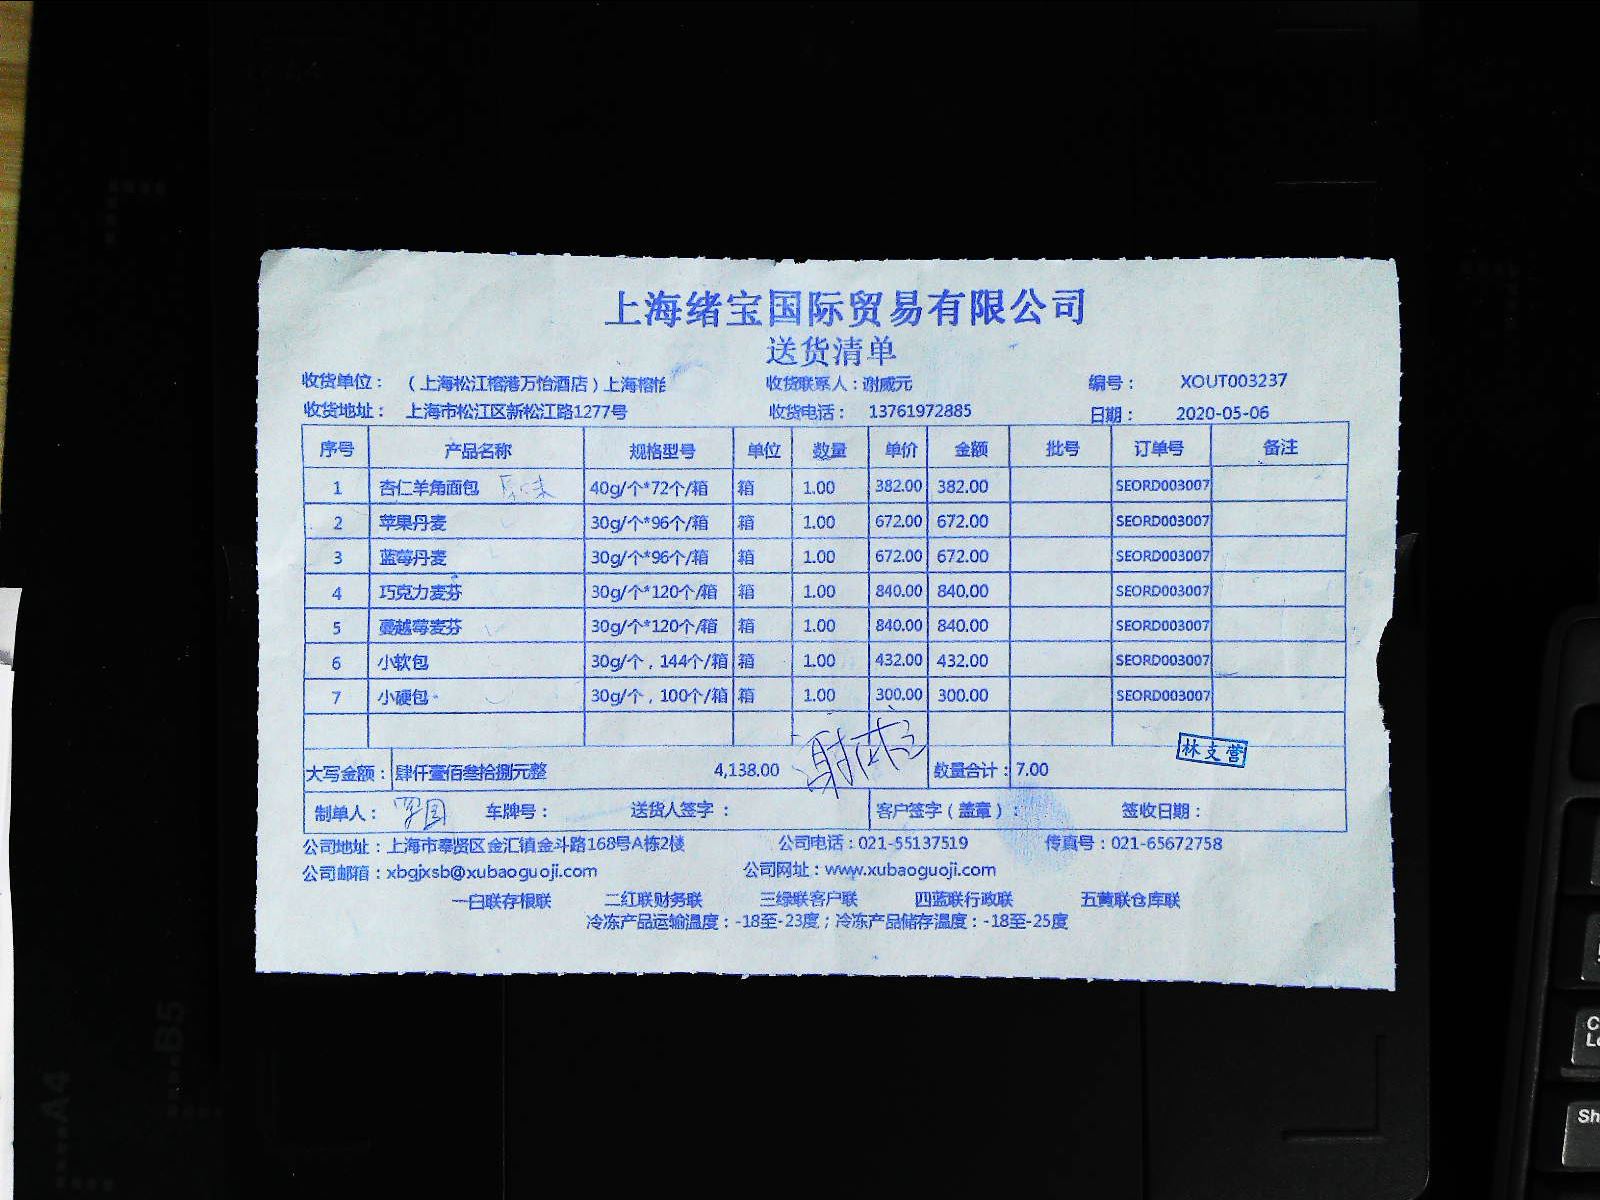 上海绪宝国际贸易有限公司
送货清单
收货单位： （上海松江榕港万怡酒店）上海榕怡 收货联系人：谢威元 编号： XOUT003237
收货地址： 上海市松江区新松江路1277号 收货电话： 13761972885 日期： 2020-05-06
序号 产品名称 规格型号 单位 数量 单价 金额 批号 订单号 备注
1 杏仁羊角面包 原味 40g/个*72个/箱 箱 1.00 382.00 382.00 SEORD003007
2 苹果丹麦 30g/个*96个/箱 箱 1.00 672.00 672.00 SEORD003007
3 蓝莓丹麦 30g/个*96个/箱 箱 1.00 672.00 672.00 SEORD003007
4 巧克力麦芬 30g/个*120个/箱 箱 1.00 840.00 840.00 SEORD003007
5 蔓越莓麦芬 30g/个*120个/箱 箱 1.00 840.00 840.00 SEORD003007
6 小软包 30g/个，144个/箱 箱 1.00 432.00 432.00 SEORD003007
7 小硬包 30g/个，100个/箱 箱 1.00 300.00 300.00 SEORD003007
林支营
大写金额： 肆仟壹佰叁拾捌元整 4,138.00 数量合计：7.00
制单人： 车牌号： 送货人签字： 客户签字（盖章）： 签收日期：
公司地址：上海市奉贤区金汇镇金斗路168号A栋2楼 公司电话：021-55137519 传真号：021-65672758
公司邮箱：xbgjxsb@xubaoguoji.com 公司网址：www.xubaoguoji.com
一白联存根联 二红联财务联 三绿联客户联 四蓝联行政联 五黄联仓库联
冷冻产品运输温度：-18至-23度；冷冻产品储存温度：-18至-25度
A4
B5
Sh